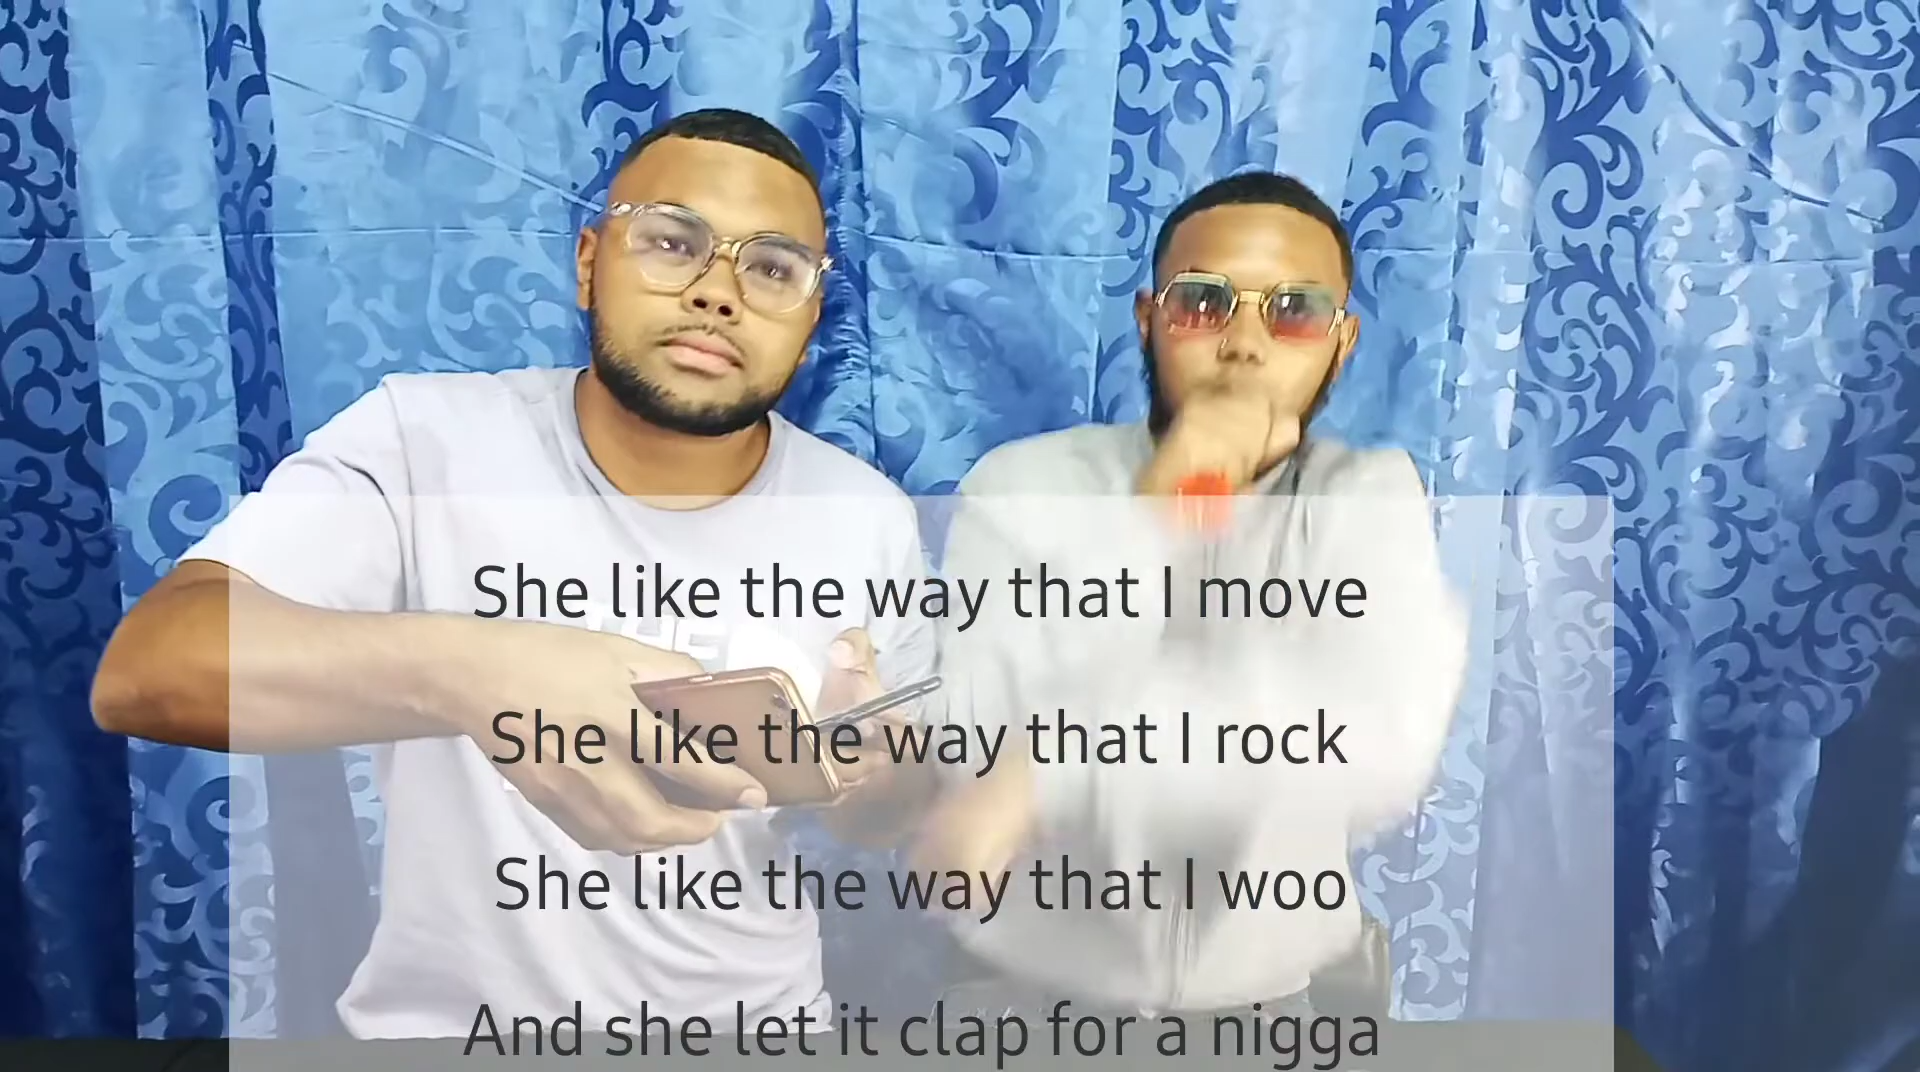 THE
She like the way that I move
She like the way that I rock
She like the way that I woo
And she let it clap for a nigga